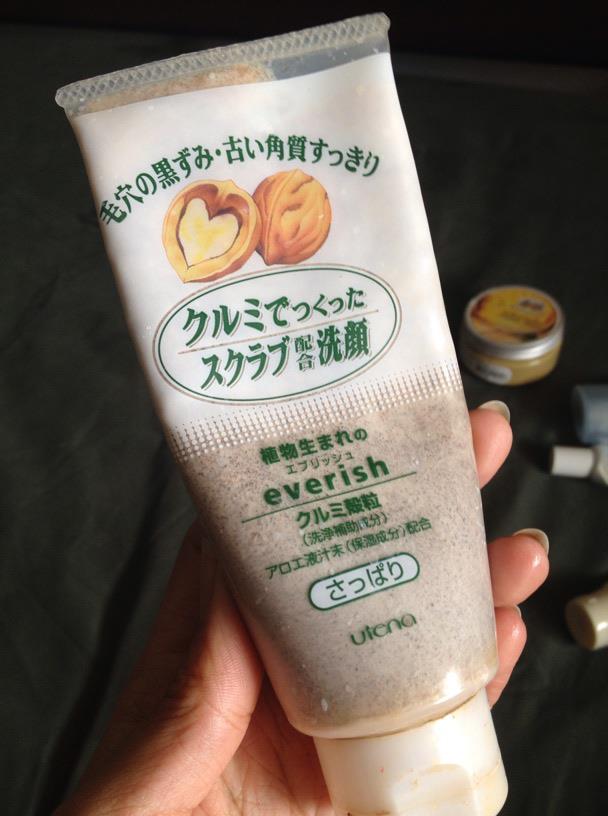 毛穴の黒ずみ・古い角質すっきり
クルミでつくった
スクラブ配合洗顔
植物生まれの
エブリッシュ
everish
クルミ殻粒
(洗浄補助成分)
アロエ液汁末(保湿成分)配合
さっぱり
utena